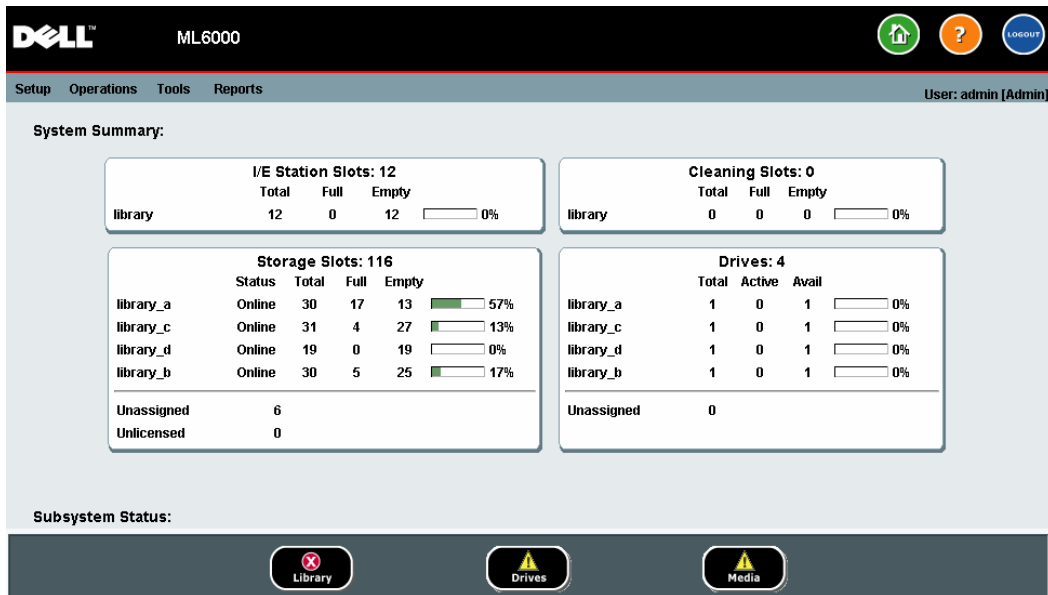 DELL™ ML6000 ? LOGOUT
Setup Operations Tools Reports User: admin [Admin]
System Summary:
I/E Station Slots: 12
Total Full Empty
library 12 0 12 0%
Cleaning Slots: 0
Total Full Empty
library 0 0 0 0%
Storage Slots: 116
Status Total Full Empty
library_a Online 30 17 13 57%
library_c Online 31 4 27 13%
library_d Online 19 0 19 0%
library_b Online 30 5 25 17%
Unassigned 6
Unlicensed 0
Drives: 4
Total Active Avail
library_a 1 0 1 0%
library_c 1 0 1 0%
library_d 1 0 1 0%
library_b 1 0 1 0%
Unassigned 0
Subsystem Status:
Library Drives Media